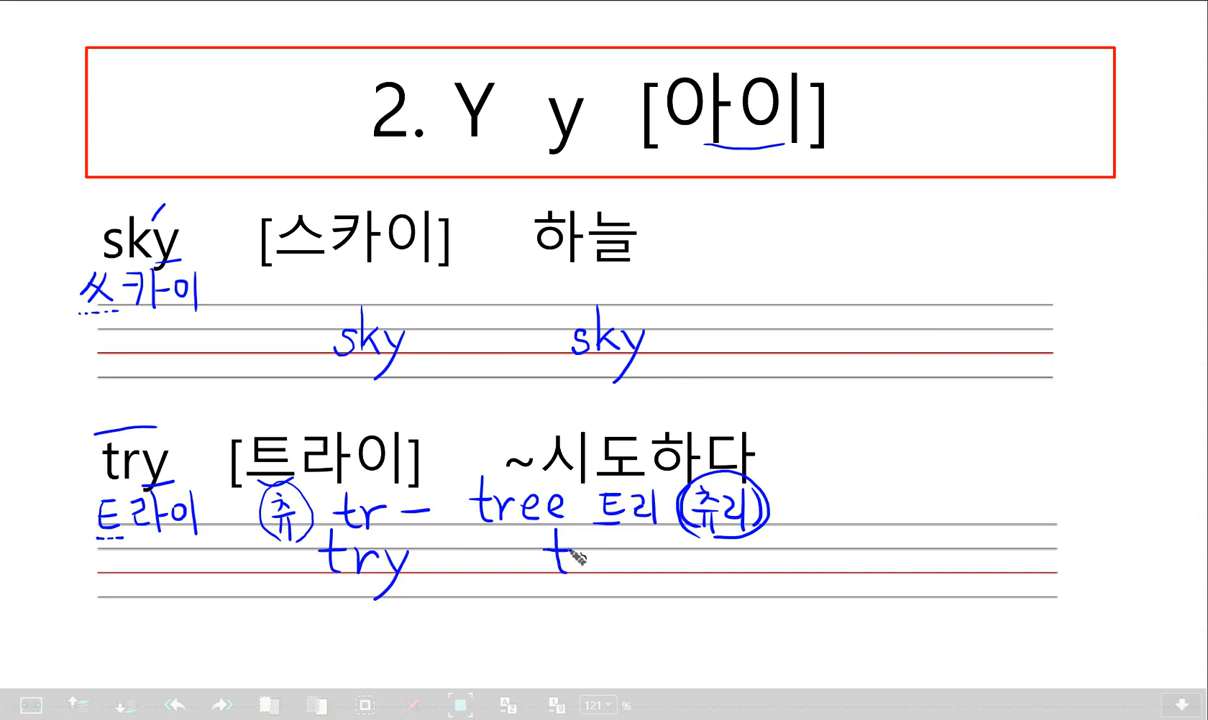 2. Y y [아이]
sky [스카이] 하늘
쓰카이
sky sky
try [트라이] ~시도하다
트라이 츄 tr- tree 트리 (츄리)
try t
121 %